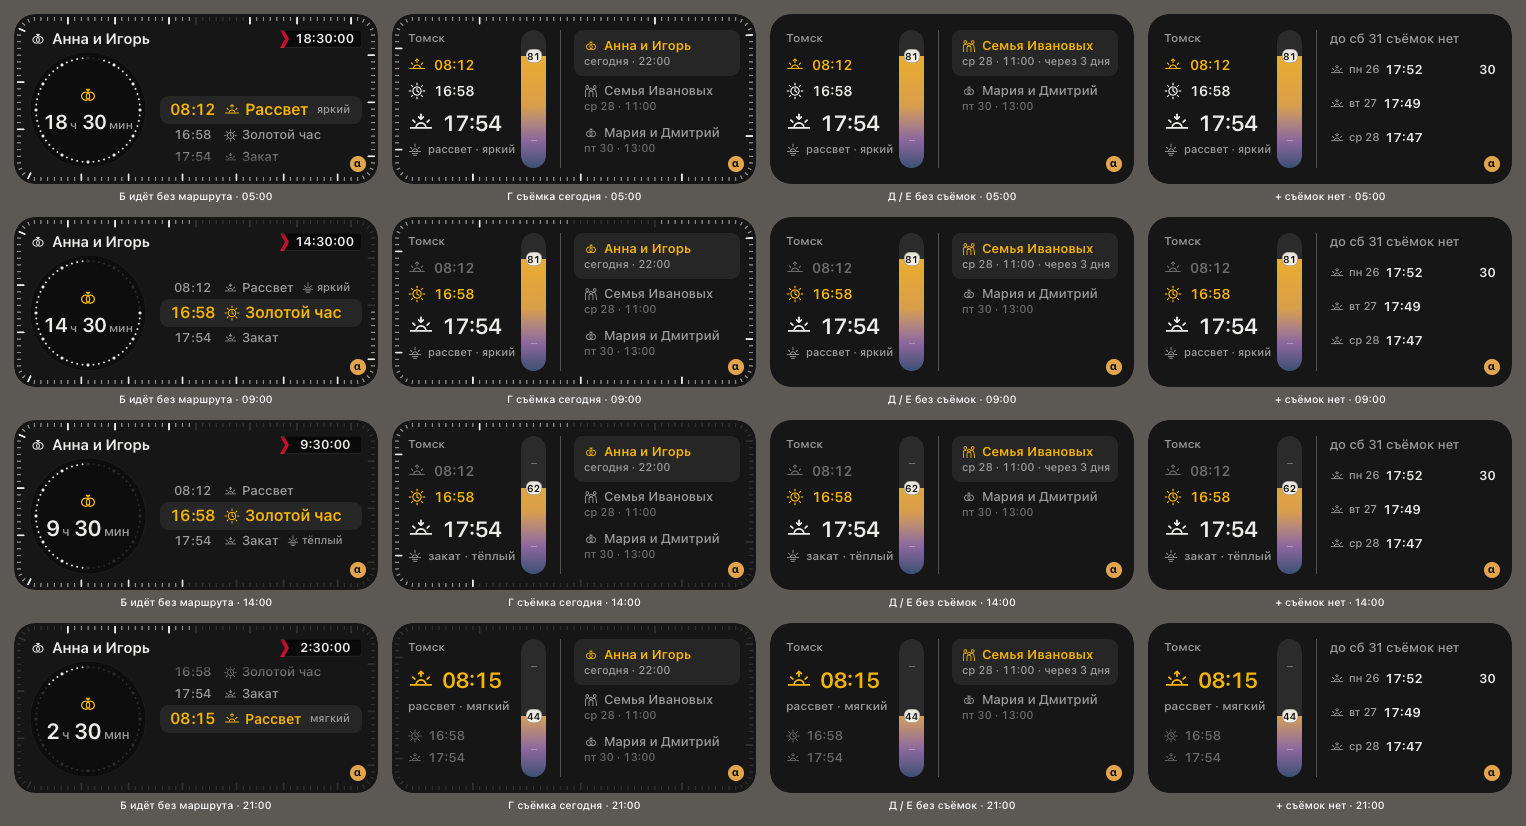 Анна и Игорь
18:30:00
18 ч 30 мин
08:12 Рассвет яркий
16:58 Золотой час
17:54 Закат
α
Б идёт без маршрута · 05:00
Томск
08:12
16:58
17:54
рассвет · яркий
81
Анна и Игорь
сегодня · 22:00
Семья Ивановых
ср 28 · 11:00
Мария и Дмитрий
пт 30 · 13:00
α
Г съёмка сегодня · 05:00
Томск
08:12
16:58
17:54
рассвет · яркий
81
Семья Ивановых
ср 28 · 11:00 · через 3 дня
Мария и Дмитрий
пт 30 · 13:00
α
Д / Е без съёмок · 05:00
Томск
08:12
16:58
17:54
рассвет · яркий
81
до сб 31 съёмок нет
пн 26 17:52 30
вт 27 17:49
ср 28 17:47
α
+ съёмок нет · 05:00
Анна и Игорь
14:30:00
14 ч 30 мин
08:12 Рассвет яркий
16:58 Золотой час
17:54 Закат
α
Б идёт без маршрута · 09:00
Томск
08:12
16:58
17:54
рассвет · яркий
81
Анна и Игорь
сегодня · 22:00
Семья Ивановых
ср 28 · 11:00
Мария и Дмитрий
пт 30 · 13:00
α
Г съёмка сегодня · 09:00
Томск
08:12
16:58
17:54
рассвет · яркий
81
Семья Ивановых
ср 28 · 11:00 · через 3 дня
Мария и Дмитрий
пт 30 · 13:00
α
Д / Е без съёмок · 09:00
Томск
08:12
16:58
17:54
рассвет · яркий
81
до сб 31 съёмок нет
пн 26 17:52 30
вт 27 17:49
ср 28 17:47
α
+ съёмок нет · 09:00
Анна и Игорь
9:30:00
9 ч 30 мин
08:12 Рассвет
16:58 Золотой час
17:54 Закат тёплый
α
Б идёт без маршрута · 14:00
Томск
08:12
16:58
17:54
закат · тёплый
62
Анна и Игорь
сегодня · 22:00
Семья Ивановых
ср 28 · 11:00
Мария и Дмитрий
пт 30 · 13:00
α
Г съёмка сегодня · 14:00
Томск
08:12
16:58
17:54
закат · тёплый
62
Семья Ивановых
ср 28 · 11:00 · через 3 дня
Мария и Дмитрий
пт 30 · 13:00
α
Д / Е без съёмок · 14:00
Томск
08:12
16:58
17:54
закат · тёплый
62
до сб 31 съёмок нет
пн 26 17:52 30
вт 27 17:49
ср 28 17:47
α
+ съёмок нет · 14:00
Анна и Игорь
2:30:00
2 ч 30 мин
16:58 Золотой час
17:54 Закат
08:15 Рассвет мягкий
α
Б идёт без маршрута · 21:00
Томск
08:15
рассвет · мягкий
16:58
17:54
44
Анна и Игорь
сегодня · 22:00
Семья Ивановых
ср 28 · 11:00
Мария и Дмитрий
пт 30 · 13:00
α
Г съёмка сегодня · 21:00
Томск
08:15
рассвет · мягкий
16:58
17:54
44
Семья Ивановых
ср 28 · 11:00 · через 3 дня
Мария и Дмитрий
пт 30 · 13:00
α
Д / Е без съёмок · 21:00
Томск
08:15
рассвет · мягкий
16:58
17:54
44
до сб 31 съёмок нет
пн 26 17:52 30
вт 27 17:49
ср 28 17:47
α
+ съёмок нет · 21:00